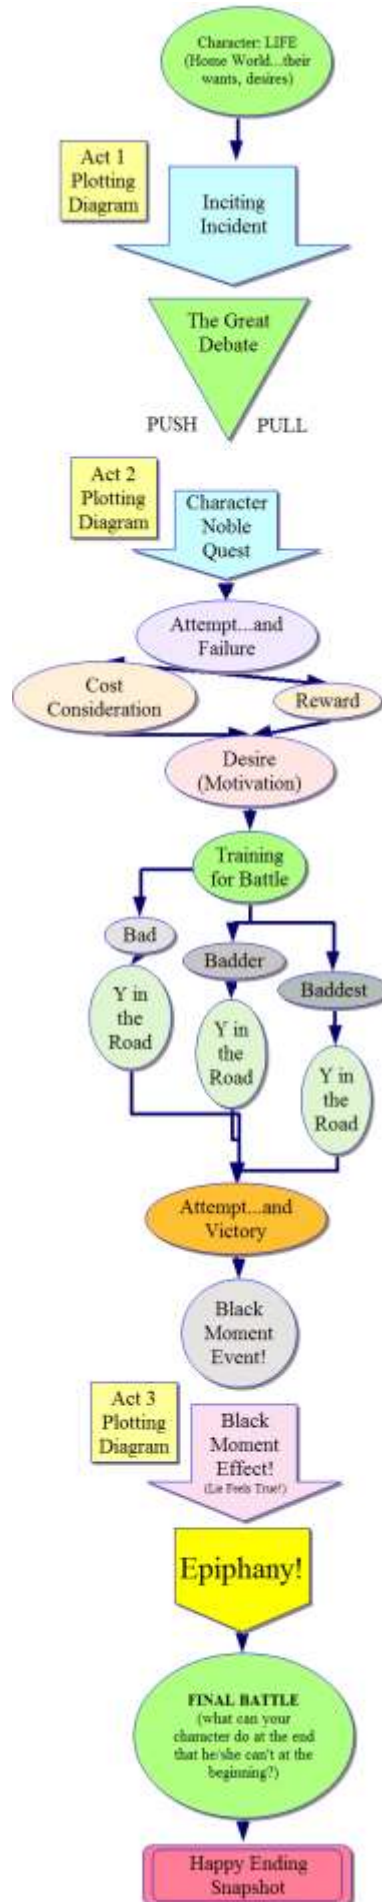 Character: LIFE
(Home World...their
wants, desires)
Act 1
Plotting
Diagram
Inciting
Incident
The Great
Debate
PUSH
PULL
Act 2
Plotting
Diagram
Character
Noble
Quest
Attempt...and
Failure
Cost
Consideration
Reward
Desire
(Motivation)
Training
for Battle
Bad
Badder
Baddest
Y in
the
Road
Y in
the
Road
Y in
the
Road
Attempt...and
Victory
Black
Moment
Event!
Act 3
Plotting
Diagram
Black
Moment
Effect!
(Lie Feels True!)
Epiphany!
FINAL BATTLE
(what can your
character do at the end
that he/she can't at the
beginning?)
Happy Ending
Snapshot